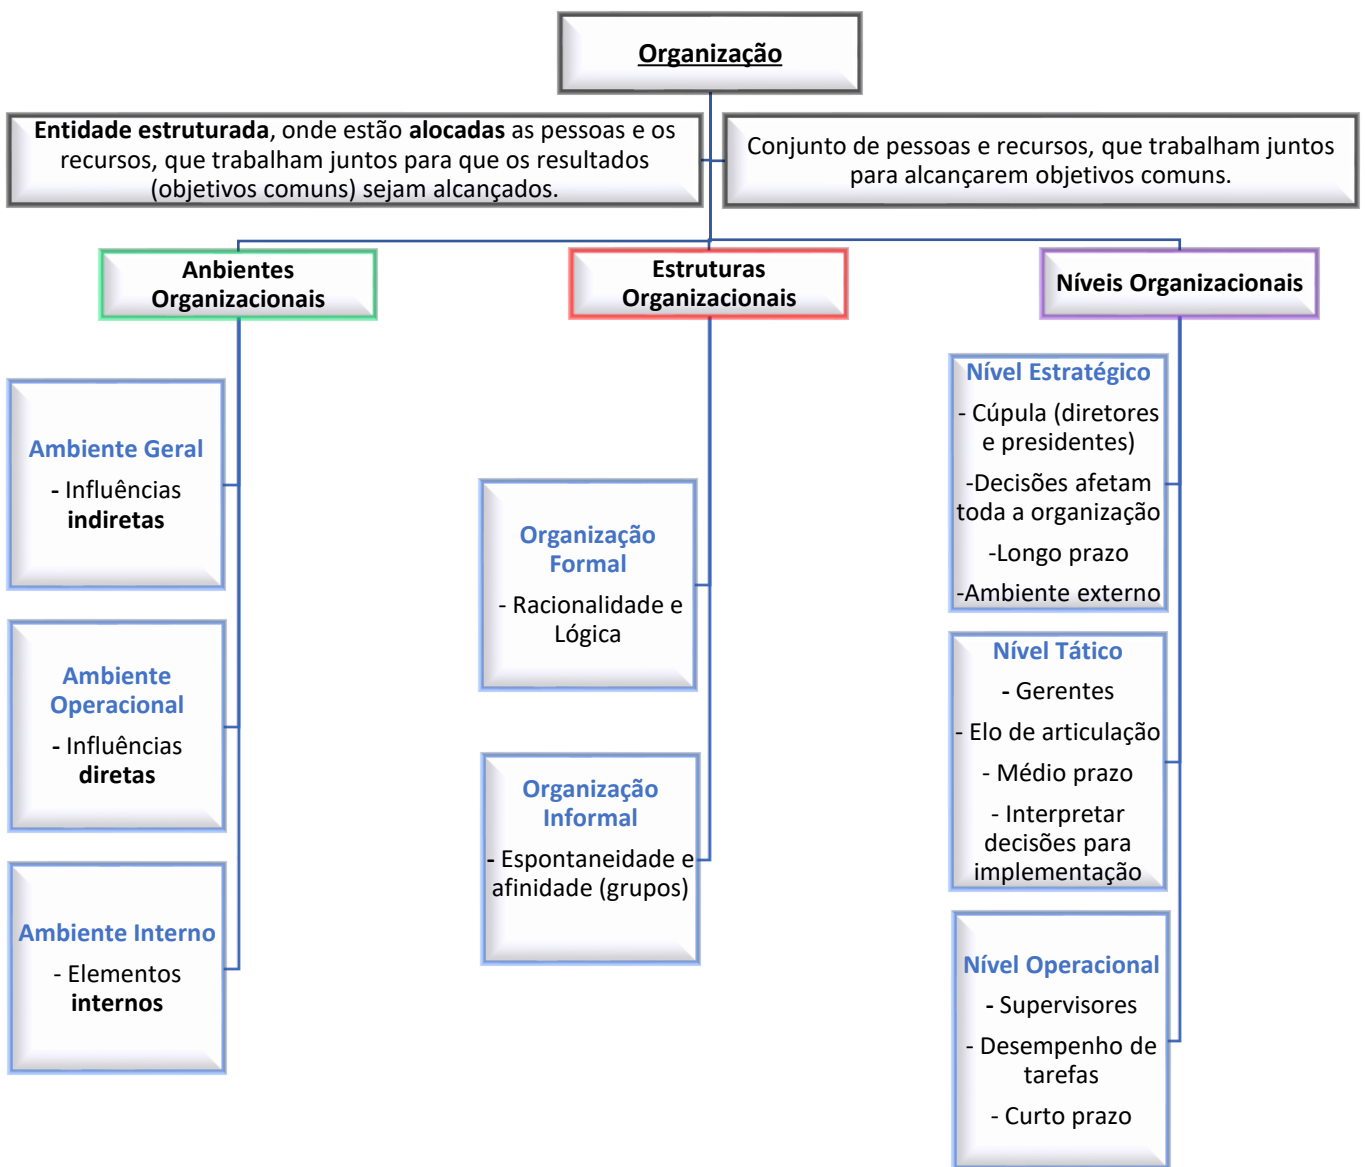 Organização
Entidade estruturada, onde estão alocadas as pessoas e os
recursos, que trabalham juntos para que os resultados
(objetivos comuns) sejam alcançados.
Conjunto de pessoas e recursos, que trabalham juntos
para alcançarem objetivos comuns.
Anbientes
Organizacionais
Ambiente Geral
- Influências
indiretas
Ambiente
Operacional
- Influências
diretas
Ambiente Interno
- Elementos
internos
Estruturas
Organizacionais
Organização
Formal
- Racionalidade e
Lógica
Organização
Informal
- Espontaneidade e
afinidade (grupos)
Níveis Organizacionais
Nível Estratégico
- Cúpula (diretores
e presidentes)
-Decisões afetam
toda a organização
-Longo prazo
-Ambiente externo
Nível Tático
- Gerentes
- Elo de articulação
- Médio prazo
- Interpretar
decisões para
implementação
Nível Operacional
- Supervisores
- Desempenho de
tarefas
- Curto prazo